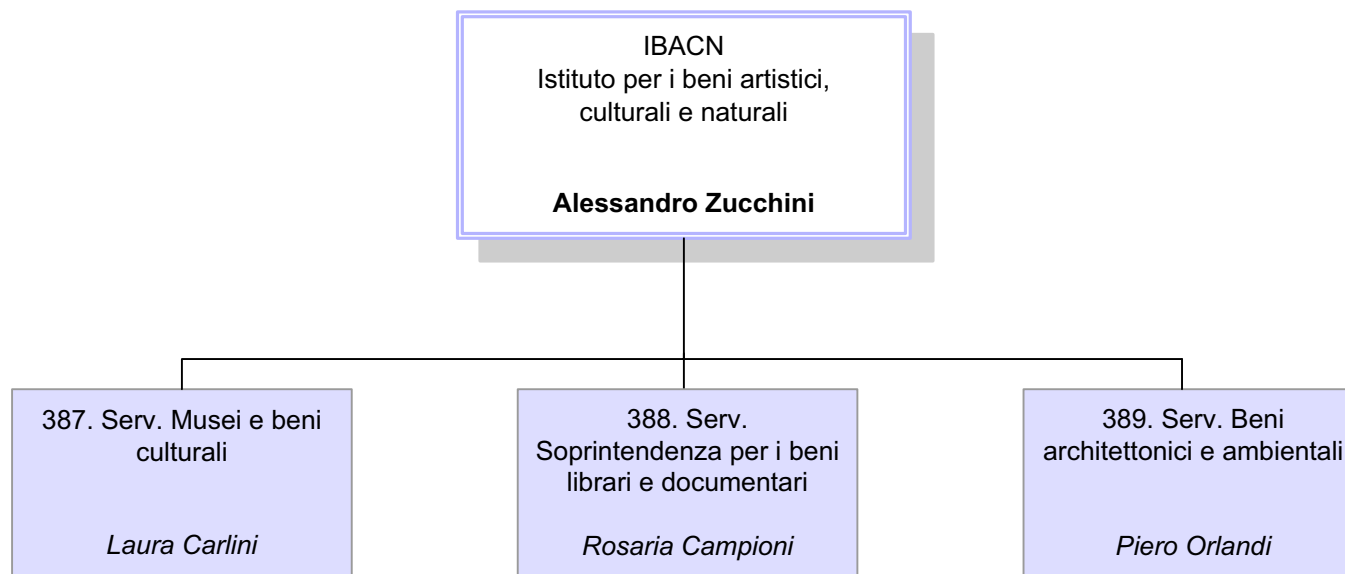 IBACN
Istituto per i beni artistici,
culturali e naturali
Alessandro Zucchini
387. Serv. Musei e beni
culturali
Laura Carlini
388. Serv.
Soprintendenza per i beni
librari e documentari
Rosaria Campioni
389. Serv. Beni
architettonici e ambientali
Piero Orlandi